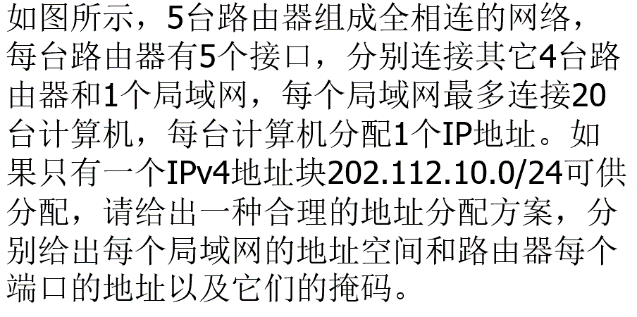 如图所示，5台路由器组成全相连的网络，
每台路由器有5个接口，分别连接其它4台路
由器和1个局域网，每个局域网最多连接20
台计算机，每台计算机分配1个IP地址。如
果只有一个IPv4地址块202.112.10.0/24可供
分配，请给出一种合理的地址分配方案，分
别给出每个局域网的地址空间和路由器每个
端口的地址以及它们的掩码。